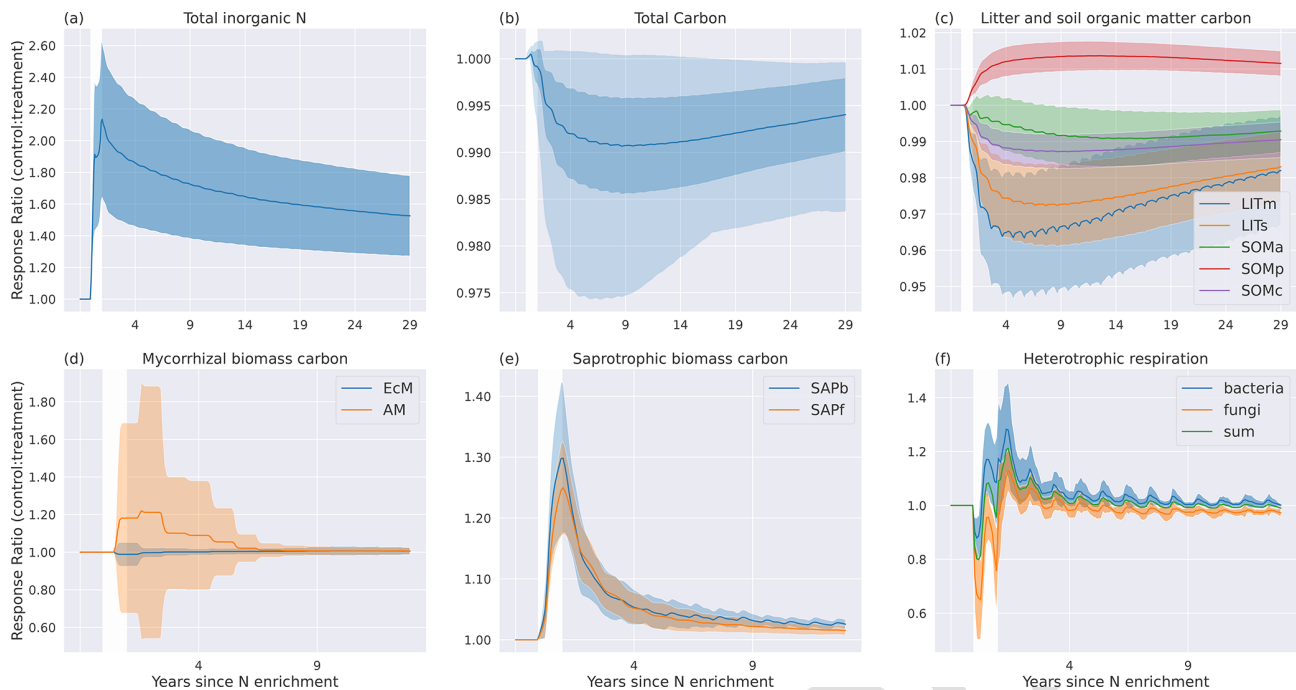 (a) Total inorganic N
Response Ratio (control:treatment)
2.60
2.40
2.20
2.00
1.80
1.60
1.40
1.20
1.00
4 9 14 19 24 29
(b) Total Carbon
1.000
0.995
0.990
0.985
0.980
0.975
4 9 14 19 24 29
(c) Litter and soil organic matter carbon
1.02
1.01
1.00
0.99
0.98
0.97
0.96
0.95
LITm
LITs
SOMa
SOMp
SOMc
4 9 14 19 24 29
(d) Mycorrhizal biomass carbon
Response Ratio (control:treatment)
1.80
1.60
1.40
1.20
1.00
0.80
0.60
EcM
AM
4 9
Years since N enrichment
(e) Saprotrophic biomass carbon
1.40
1.30
1.20
1.10
1.00
SAPb
SAPf
4 9
Years since N enrichment
(f) Heterotrophic respiration
1.4
1.2
1.0
0.8
0.6
bacteria
fungi
sum
4 9
Years since N enrichment